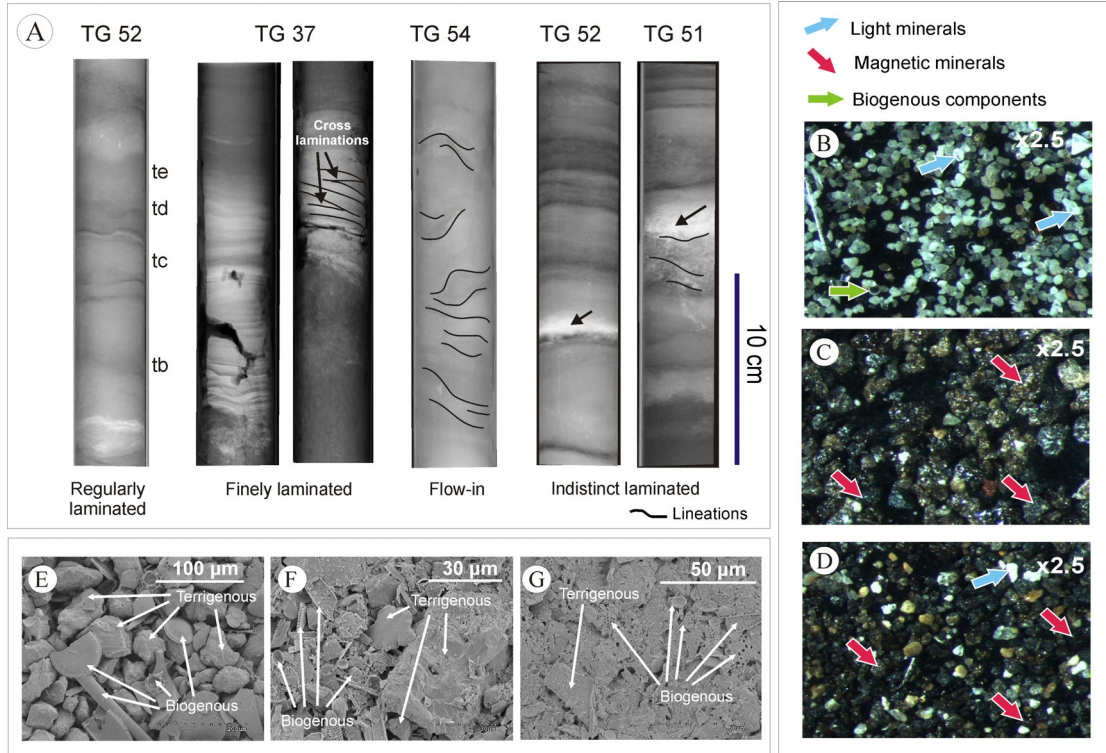 A
TG 52
TG 37
TG 54
TG 52
TG 51
Cross
laminations
te
td
tc
tb
10 cm
Regularly
laminated
Finely laminated
Flow-in
Indistinct laminated
Lineations
Light minerals
Magnetic minerals
Biogenous components
B
x2.5
C
x2.5
D
x2.5
E
100 µm
Terrigenous
Biogenous
F
30 µm
Terrigenous
Biogenous
G
50 µm
Terrigenous
Biogenous